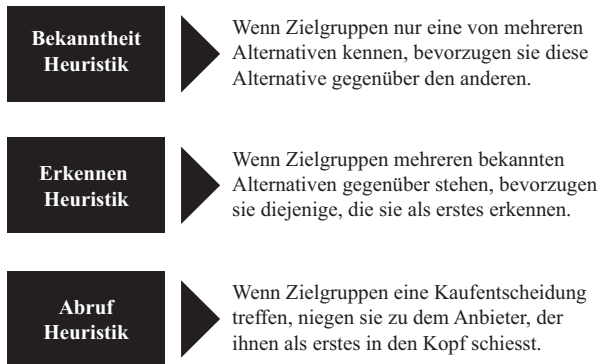 Bekanntheit
Heuristik
Wenn Zielgruppen nur eine von mehreren
Alternativen kennen, bevorzugen sie diese
Alternative gegenüber den anderen.
Erkennen
Heuristik
Wenn Zielgruppen mehreren bekannten
Alternativen gegenüber stehen, bevorzugen
sie diejenige, die sie als erstes erkennen.
Abruf
Heuristik
Wenn Zielgruppen eine Kaufentscheidung
treffen, niegen sie zu dem Anbieter, der
ihnen als erstes in den Kopf schiesst.